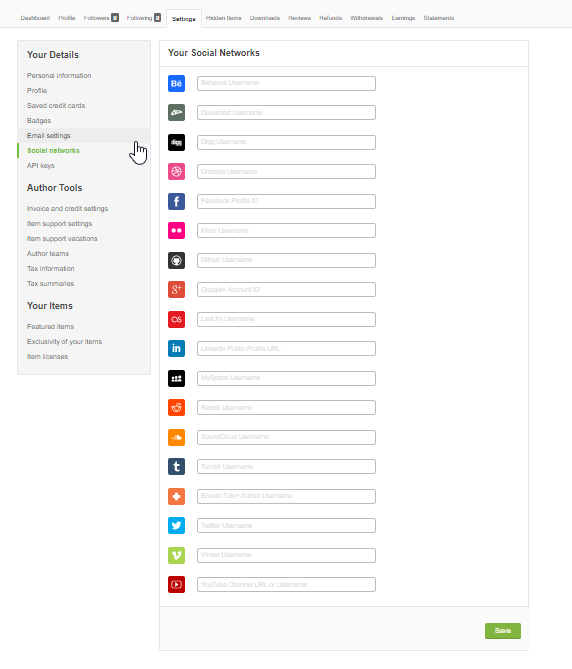 Dashboard Profile Followers 0 Following 0 Settings Hidden Items Downloads Reviews Refunds Withdrawals Earnings Statements
Your Details
Personal information
Profile
Saved credit cards
Badges
Email settings
Social networks
API keys
Author Tools
Invoice and credit settings
Item support settings
Item support vacations
Author teams
Tax information
Tax summaries
Your Items
Featured items
Exclusivity of your items
Item licenses
Your Social Networks
Bē Behance Username
Deviantart Username
digg Digg Username
Dribbble Username
f Facebook Profile ID
Flickr Username
Github Username
g+ Google+ Account ID
Last.fm Username
in LinkedIn Public Profile URL
MySpace Username
Reddit Username
SoundCloud Username
t Tumblr Username
Envato Tuts+ Author Username
Twitter Username
V Vimeo Username
YouTube Channel URL or Username
Save